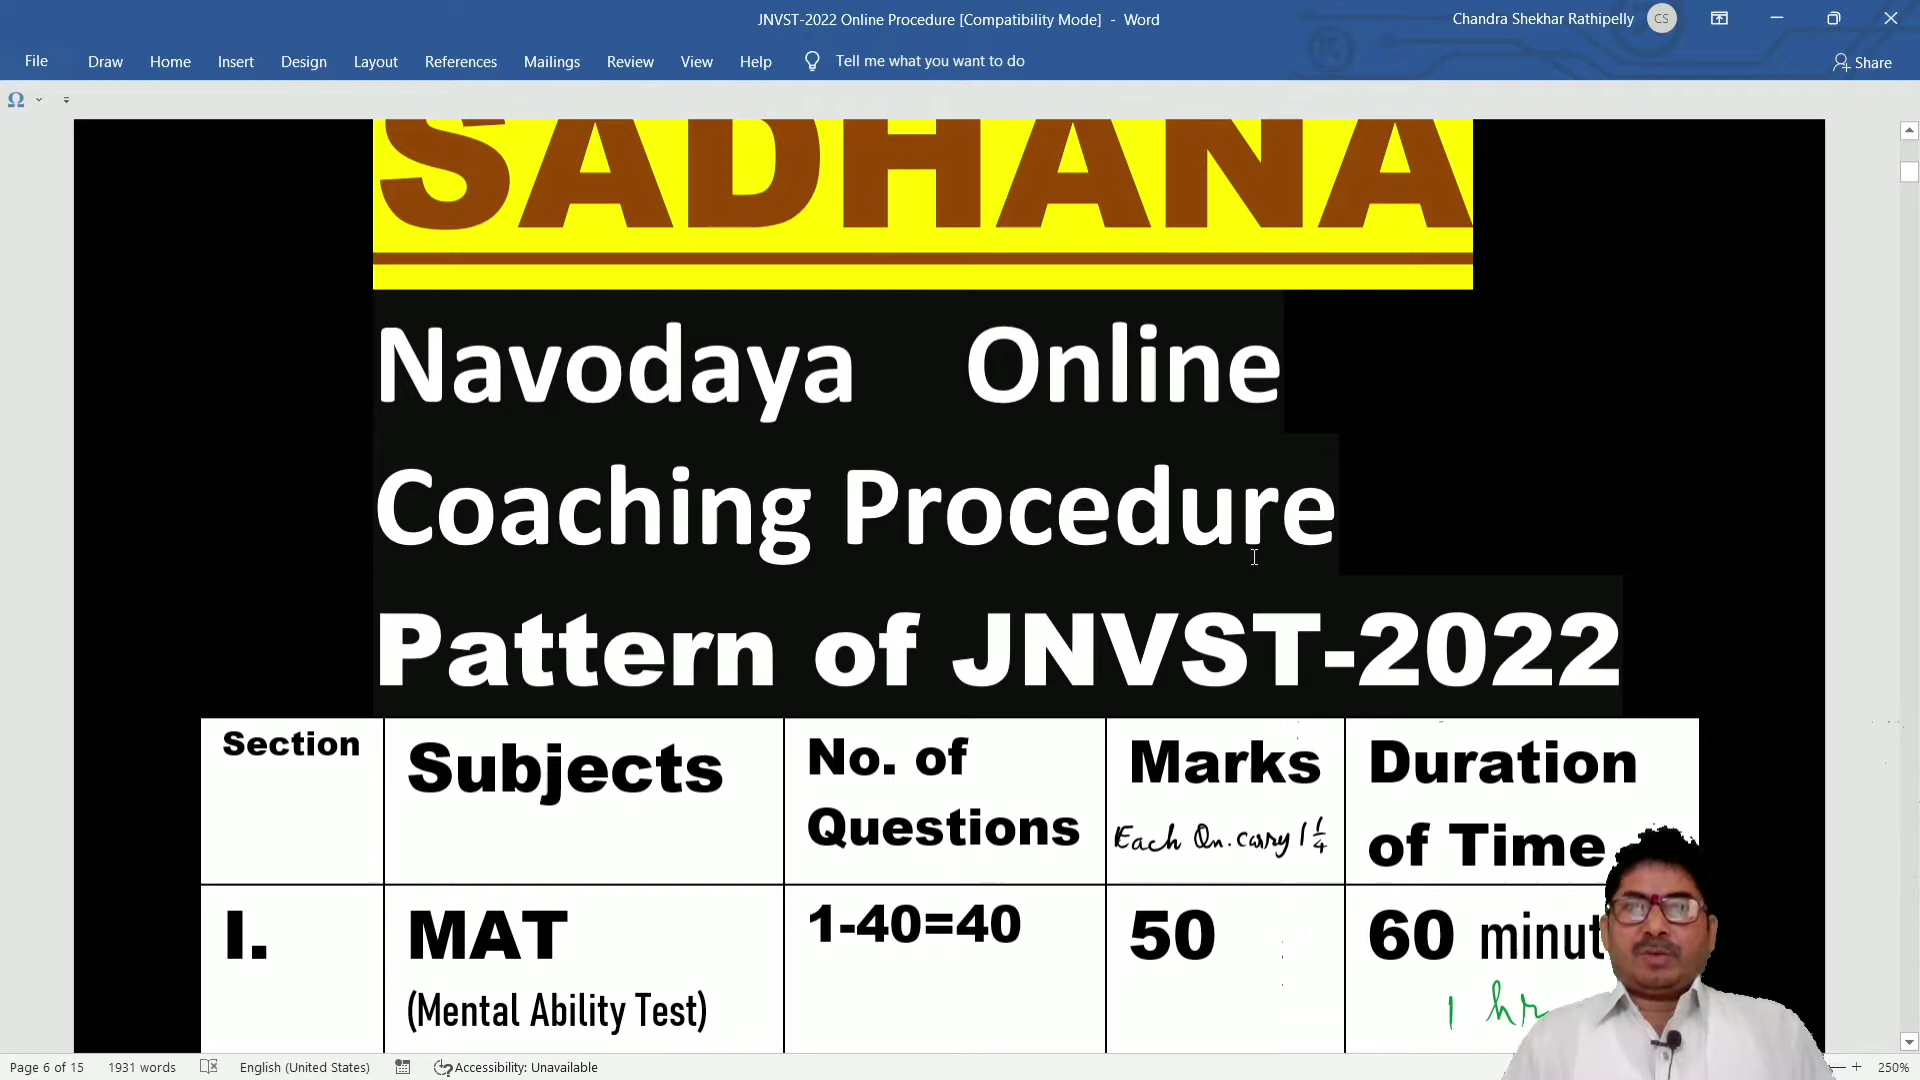 JNVST-2022 Online Procedure [Compatibility Mode] - Word
Chandra Shekhar Rathipelly CS
File Draw Home Insert Design Layout References Mailings Review View Help Tell me what you want to do
Share
SADHANA
Navodaya Online
Coaching Procedure
Pattern of JNVST-2022
Section Subjects No. of Questions Marks Each Qn. carry 1 1/4 Duration of Time
I. MAT (Mental Ability Test) 1-40=40 50 60 minut
1 hr
Page 6 of 15 1931 words English (United States) Accessibility: Unavailable 250%